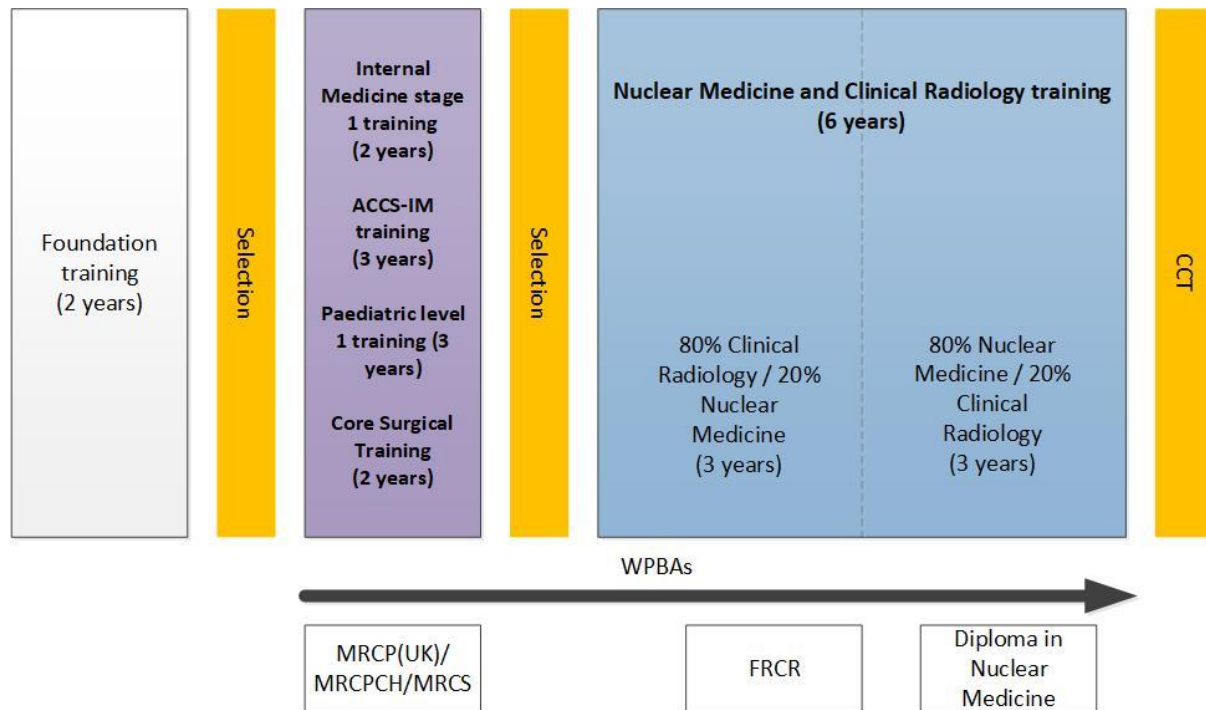 Foundation
training
(2 years)
Selection
Internal
Medicine stage
1 training
(2 years)
ACCS-IM
training
(3 years)
Paediatric level
1 training (3
years)
Core Surgical
Training
(2 years)
Selection
Nuclear Medicine and Clinical Radiology training
(6 years)
80% Clinical
Radiology / 20%
Nuclear
Medicine
(3 years)
80% Nuclear
Medicine / 20%
Clinical
Radiology
(3 years)
CCT
WPBAs
MRCP(UK)/
MRCPCH/MRCS
FRCR
Diploma in
Nuclear
Medicine